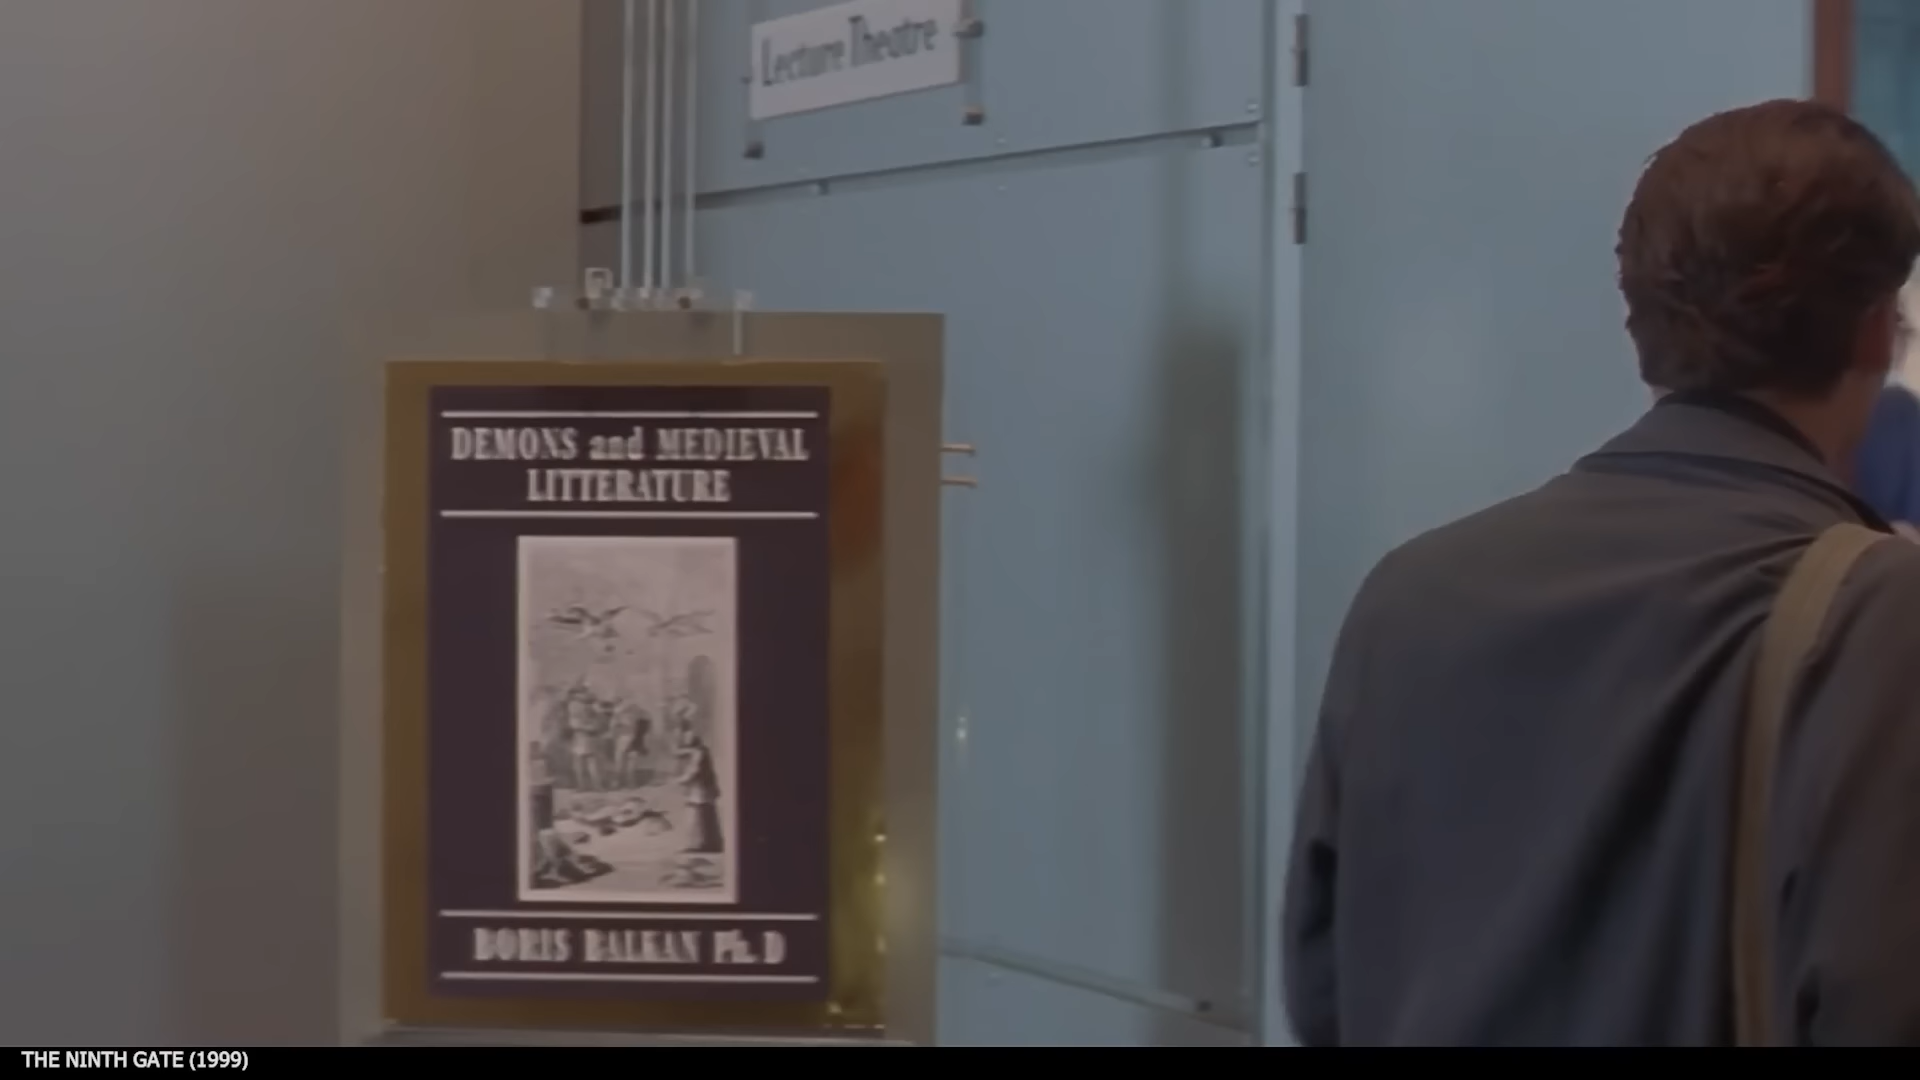 Lecture Theatre
DEMONS and MEDIEVAL
LITTERATURE
BORIS BALKAN Ph. D
THE NINTH GATE (1999)